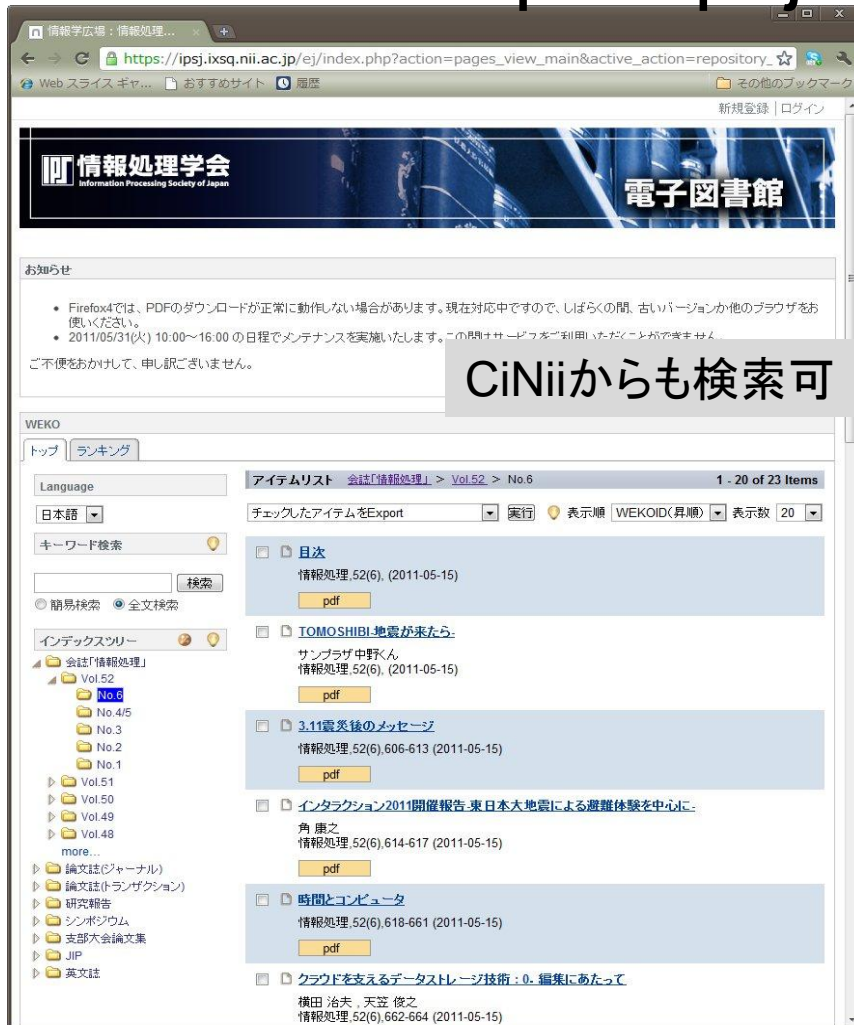 情報学広場：情報処理...
https://ipsj.ixsq.nii.ac.jp/ej/index.php?action=pages_view_main&active_action=repository_
Web スライス ギャ... おすすめサイト 履歴 その他のブックマーク
新規登録 | ログイン
情報処理学会
Information Processing Society of Japan
電子図書館
お知らせ
• Firefox4では、PDFのダウンロードが正常に動作しない場合があります。現在対応中ですので、しばらくの間、古いバージョンか他のブラウザをお
使いください。
• 2011/05/31(火) 10:00～16:00 の日程でメンテナンスを実施いたします。この間はサービスをご利用いただくことができません。
ご不便をおかけして、申し訳ございません。
CiNiiからも検索可
WEKO
トップ ランキング
Language
日本語
キーワード検索
検索
簡易検索 全文検索
インデックスツリー
会誌「情報処理」
Vol.52
No.6
No.4/5
No.3
No.2
No.1
Vol.51
Vol.50
Vol.49
Vol.48
more...
論文誌(ジャーナル)
論文誌(トランザクション)
研究報告
シンポジウム
支部大会論文集
JIP
英文誌
アイテムリスト 会誌「情報処理」 > Vol.52 > No.6 1 - 20 of 23 Items
チェックしたアイテムをExport 実行 表示順 WEKOID(昇順) 表示数 20
目次
情報処理,52(6), (2011-05-15)
pdf
TOMOSHIBI-地震が来たら-
サンプラザ中野くん
情報処理,52(6), (2011-05-15)
pdf
3.11震災後のメッセージ
情報処理,52(6),606-613 (2011-05-15)
pdf
インタラクション2011開催報告-東日本大地震による避難体験を中心に-
角 康之
情報処理,52(6),614-617 (2011-05-15)
pdf
時間とコンピュータ
情報処理,52(6),618-661 (2011-05-15)
pdf
クラウドを支えるデータストレージ技術：0. 編集にあたって
横田 治夫 , 天笠 俊之
情報処理,52(6),662-664 (2011-05-15)